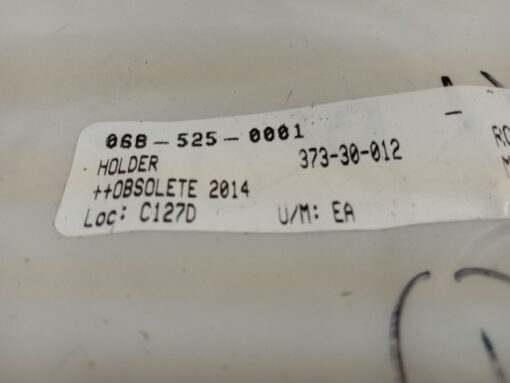 068-525-0001
HOLDER 373-30-012
++OBSOLETE 2014
Loc: C127D U/M: EA